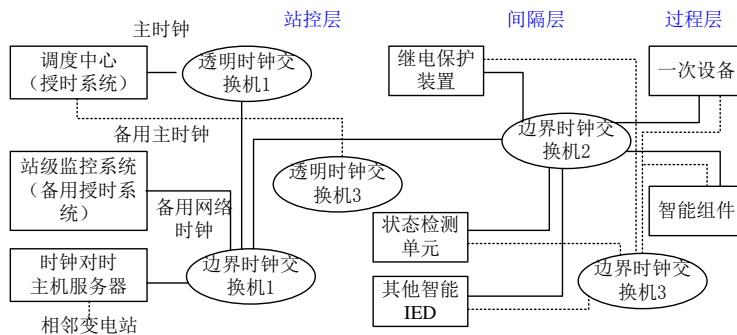 主时钟
站控层
间隔层
过程层
调度中心
（授时系统）
透明时钟交
换机1
继电保护
装置
一次设备
备用主时钟
边界时钟交
换机2
站级监控系统
（备用授时系
统）
透明时钟交
换机3
备用网络
时钟
智能组件
状态检测
单元
时钟对时
主机服务器
边界时钟交
换机1
边界时钟交
换机3
其他智能
IED
相邻变电站